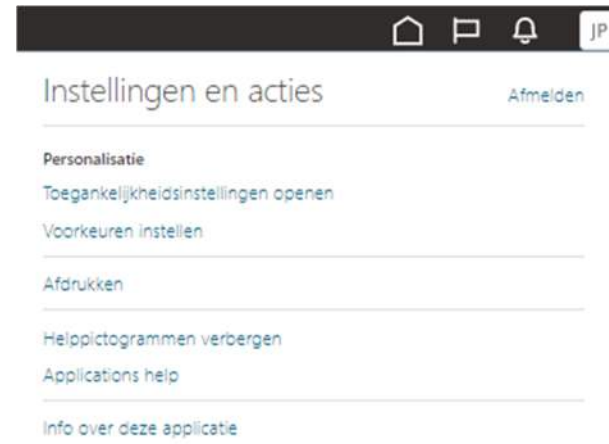 JP
Instellingen en acties
Afmelden
Personalisatie
Toegankelijkheidsinstellingen openen
Voorkeuren instellen
Afdrukken
Helppictogrammen verbergen
Applications help
Info over deze applicatie